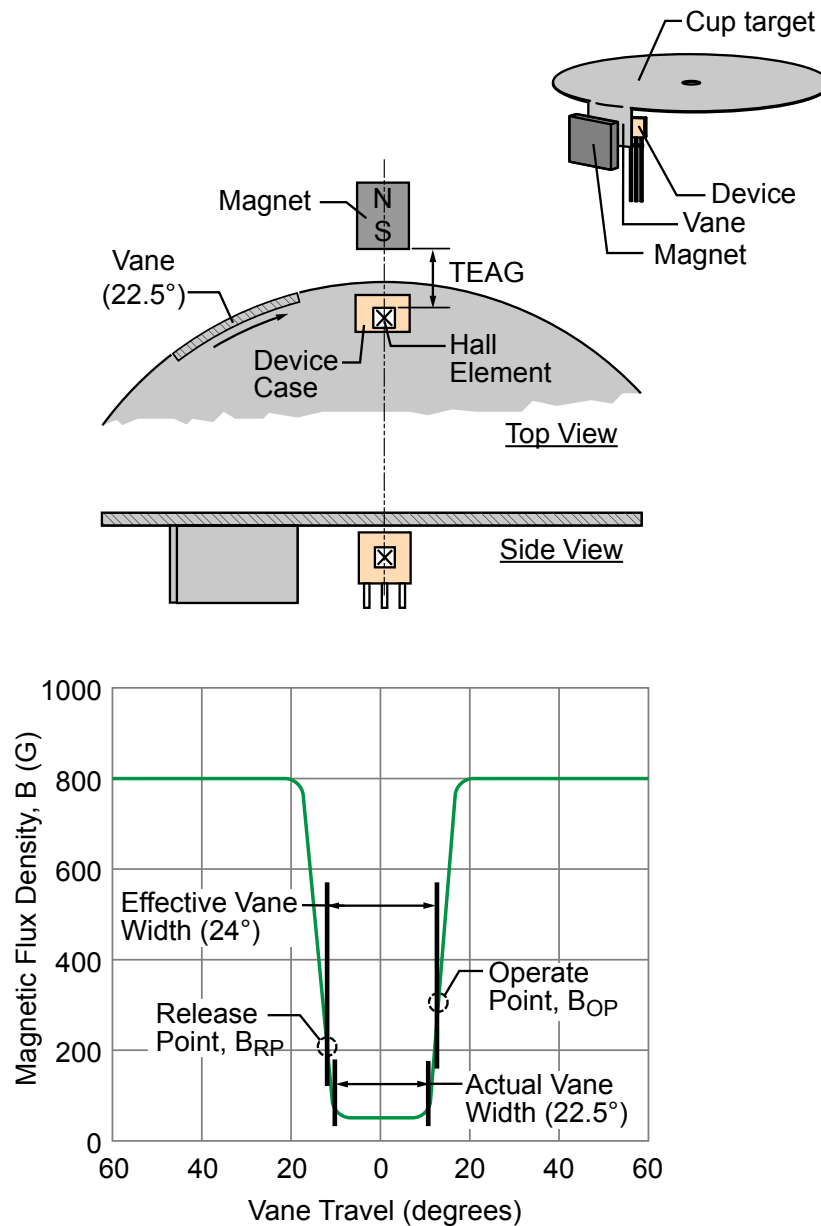 Cup target
Device
Vane
Magnet
Magnet
N
S
TEAG
Vane
(22.5°)
Device
Case
Hall
Element
Top View
Side View
Magnetic Flux Density, B (G)
1000
800
600
400
200
0
Effective Vane
Width (24°)
Operate
Point, BOP
Release
Point, BRP
Actual Vane
Width (22.5°)
60 40 20 0 20 40 60
Vane Travel (degrees)